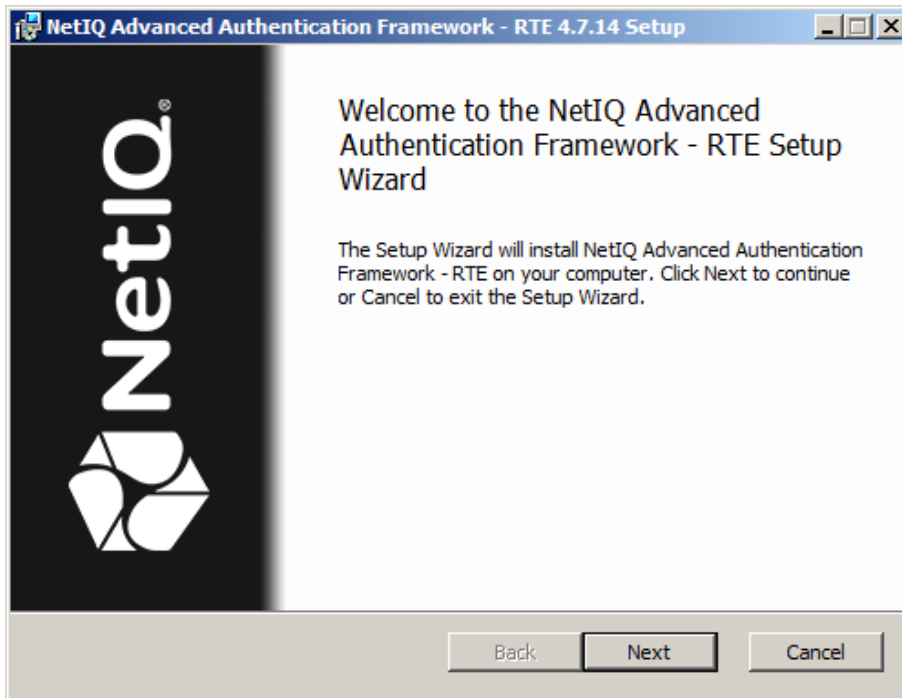 NetIQ Advanced Authentication Framework - RTE 4.7.14 Setup
NetIQ®
Welcome to the NetIQ Advanced
Authentication Framework - RTE Setup
Wizard
The Setup Wizard will install NetIQ Advanced Authentication
Framework - RTE on your computer. Click Next to continue
or Cancel to exit the Setup Wizard.
Back
Next
Cancel